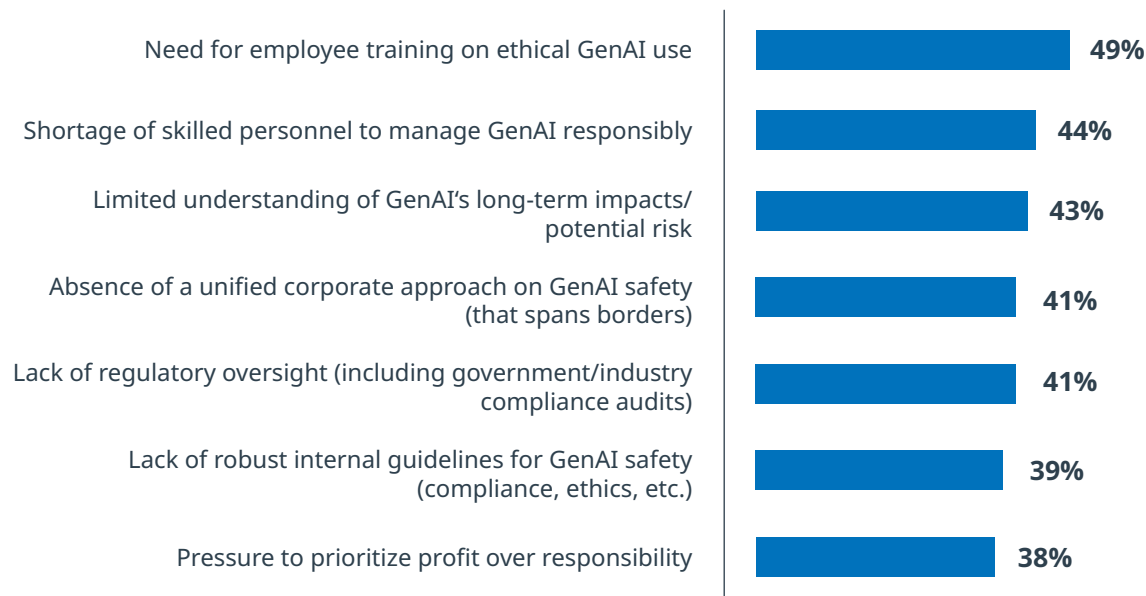 Need for employee training on ethical GenAI use
49%
Shortage of skilled personnel to manage GenAI responsibly
44%
Limited understanding of GenAI‘s long-term impacts/
potential risk
43%
Absence of a unified corporate approach on GenAI safety
(that spans borders)
41%
Lack of regulatory oversight (including government/industry
compliance audits)
41%
Lack of robust internal guidelines for GenAI safety
(compliance, ethics, etc.)
39%
Pressure to prioritize profit over responsibility
38%